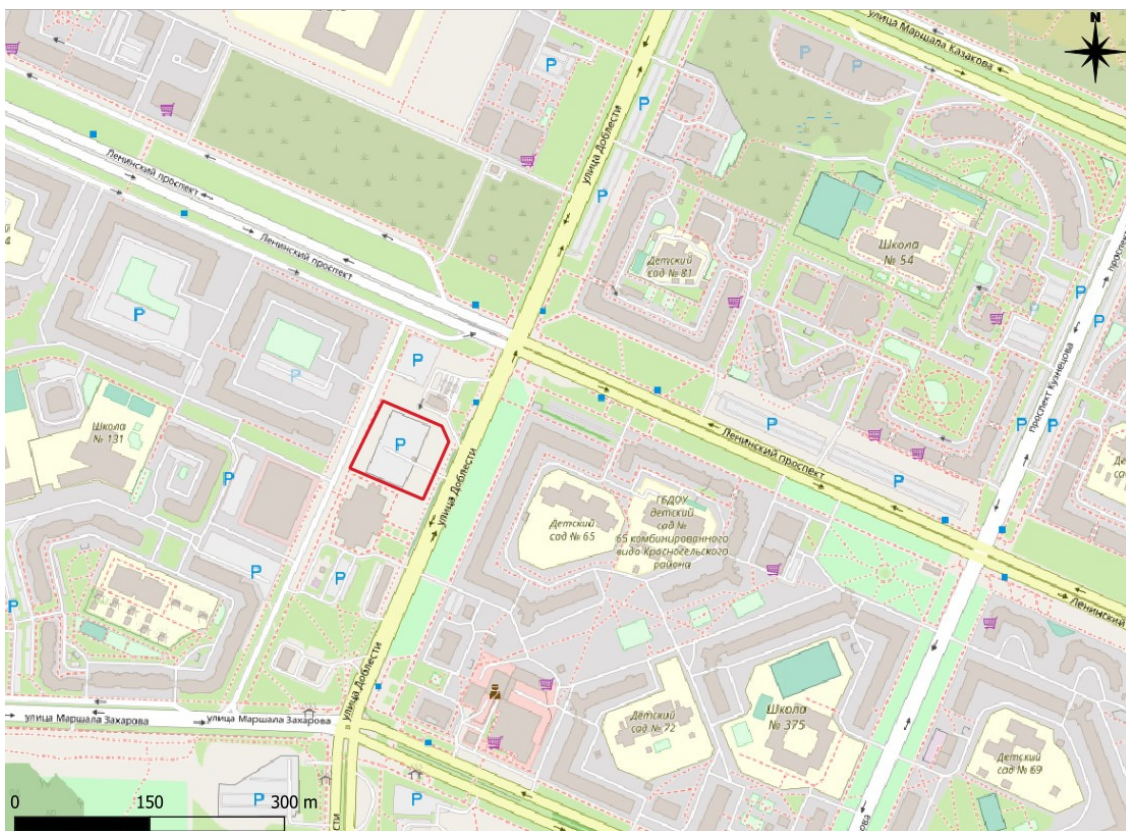 N
улица Маршала Казакова
P
P
P
P
улица Доблести
Ленинский проспект
Ленинский проспект
Школа
№ 54
Детский
сад № 81
4
P
P
P
P
P
проспект
проспект Кузнецова
P
Школа
№ 131
P
P
P
P
Ленинский проспект
P
улица Доблести
Детский
сад № 65
ГБДОУ
детский
сад №
65 комбинированного
вида Красносельского
района
P
P
Ленинский
улица Доблести
улица Маршала Захарова
улица Маршала Захарова
Детский
сад № 72
Школа
№ 375
Детский
сад № 69
0 150 300 m
P
P